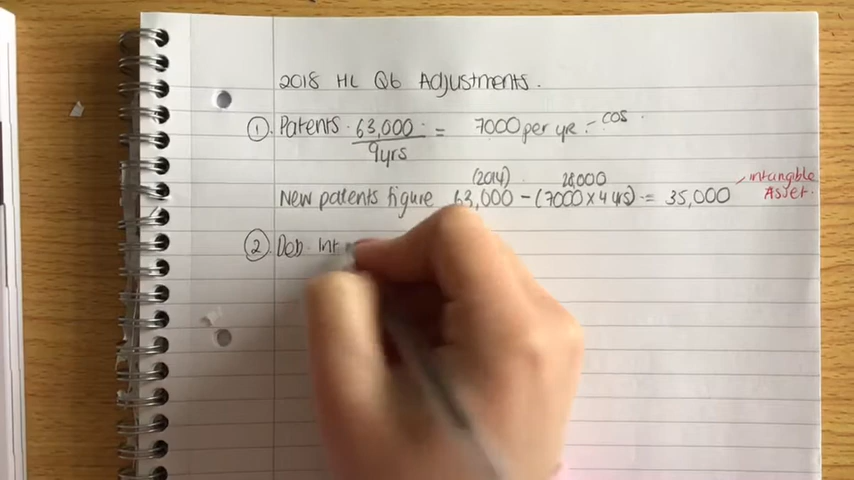 2018 HL Q6 Adjustments.
① Patents · 63,000 = 7000 per yr - COS
9yrs
(2014) 28,000
New patents figure 63,000 - (7000 x 4 yrs) = 35,000
intangible
Asset.
② Deb. Int